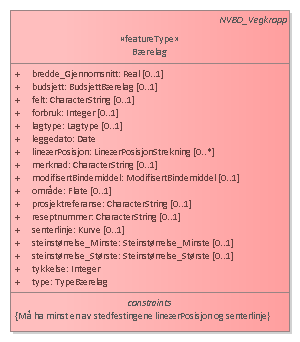 NVBD_Vegkropp
«featureType»
Bærelag
+ bredde_Gjennomsnitt: Real [0..1]
+ budsjett: BudsjettBærelag [0..1]
+ felt: CharacterString [0..1]
+ forbruk: Integer [0..1]
+ lagtype: Lagtype [0..1]
+ leggedato: Date
+ lineærPosisjon: LineærPosisjonStrekning [0..*]
+ merknad: CharacterString [0..1]
+ modifisertBindemiddel: ModifisertBindemiddel [0..1]
+ område: Flate [0..1]
+ prosjektreferanse: CharacterString [0..1]
+ reseptnummer: CharacterString [0..1]
+ senterlinje: Kurve [0..1]
+ steinstørrelse_Minste: Steinstørrelse_Minste [0..1]
+ steinstørrelse_Største: Steinstørrelse_Største [0..1]
+ tykkelse: Integer
+ type: TypeBærelag
constraints
{Må ha minst en av stedfestingene lineærPosisjon og senterlinje}